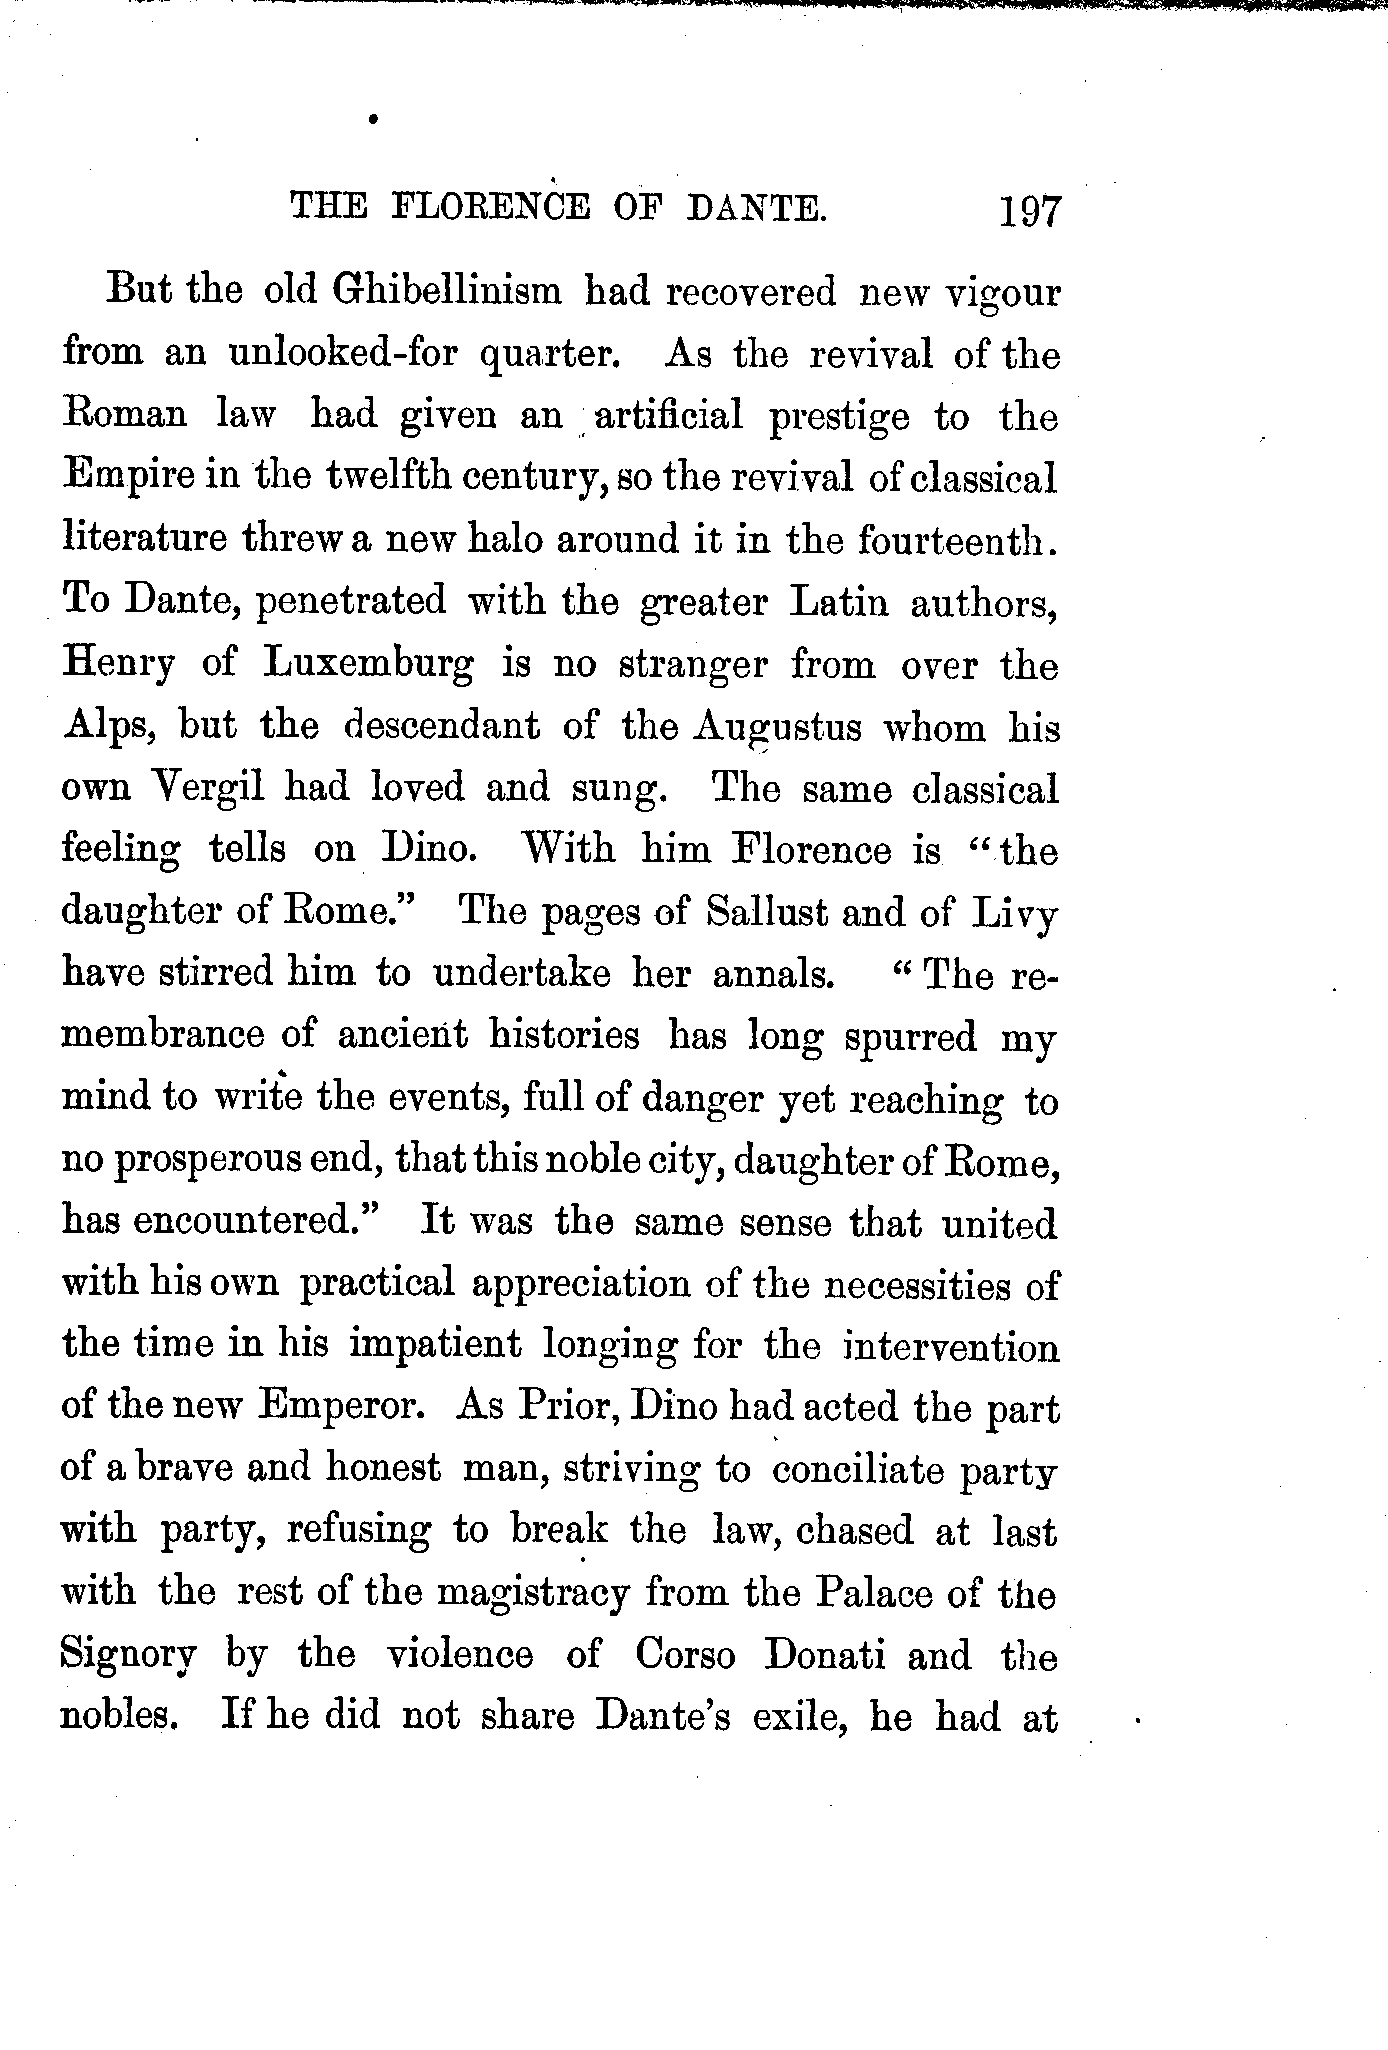 THE FLORENCE OF DANTE. 197
But the old Ghibellinism had recovered new vigour
from an unlooked-for quarter. As the revival of the
Roman law had given an artificial prestige to the
Empire in the twelfth century, so the revival of classical
literature threw a new halo around it in the fourteenth.
To Dante, penetrated with the greater Latin authors,
Henry of Luxemburg is no stranger from over the
Alps, but the descendant of the Augustus whom his
own Vergil had loved and sung. The same classical
feeling tells on Dino. With him Florence is "the
daughter of Rome." The pages of Sallust and of Livy
have stirred him to undertake her annals. "The re-
membrance of ancient histories has long spurred my
mind to write the events, full of danger yet reaching to
no prosperous end, that this noble city, daughter of Rome,
has encountered." It was the same sense that united
with his own practical appreciation of the necessities of
the time in his impatient longing for the intervention
of the new Emperor. As Prior, Dino had acted the part
of a brave and honest man, striving to conciliate party
with party, refusing to break the law, chased at last
with the rest of the magistracy from the Palace of the
Signory by the violence of Corso Donati and the
nobles. If he did not share Dante's exile, he had at